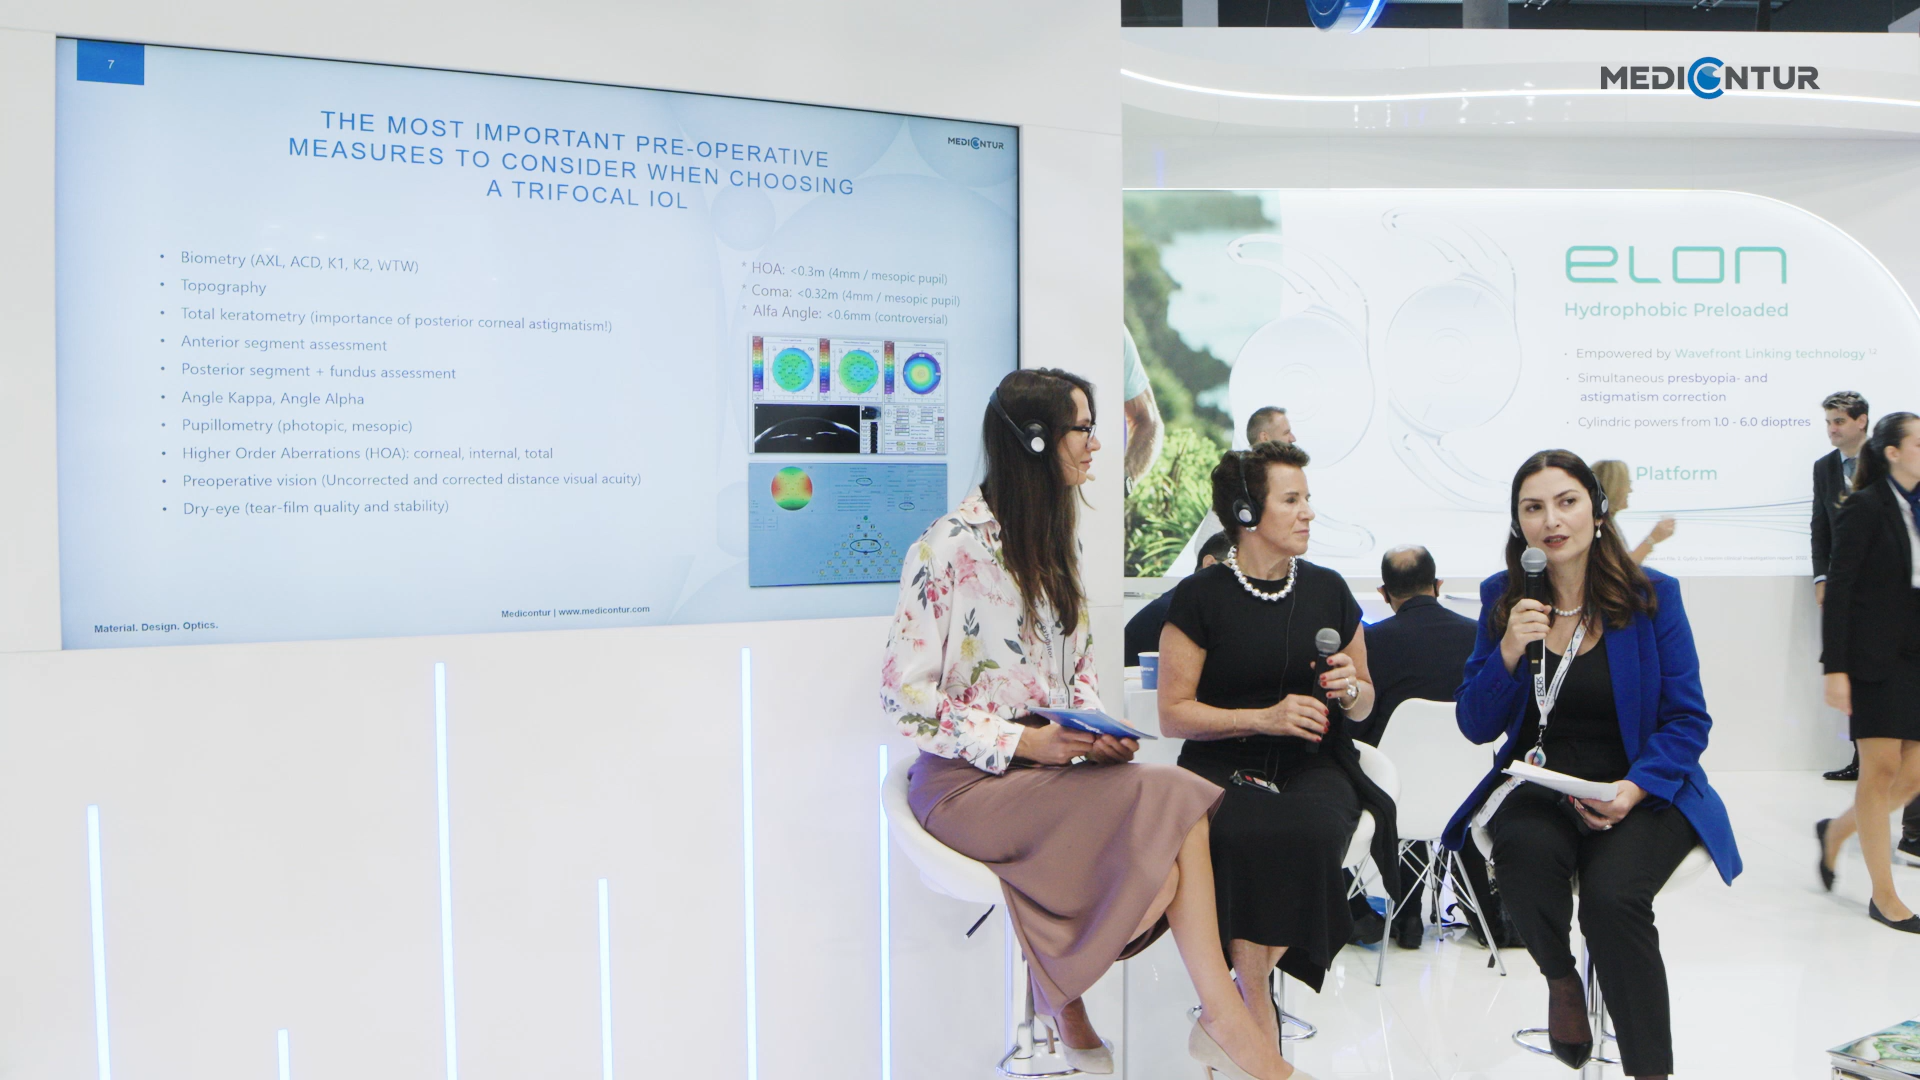 7
THE MOST IMPORTANT PRE-OPERATIVE
MEASURES TO CONSIDER WHEN CHOOSING
A TRIFOCAL IOL
MEDICONTUR
• Biometry (AXL, ACD, K1, K2, WTW)
• Topography
• Total keratometry (importance of posterior corneal astigmatism!)
• Anterior segment assessment
• Posterior segment + fundus assessment
• Angle Kappa, Angle Alpha
• Pupillometry (photopic, mesopic)
• Higher Order Aberrations (HOA): corneal, internal, total
• Preoperative vision (Uncorrected and corrected distance visual acuity)
• Dry-eye (tear-film quality and stability)
* HOA: <0.3m (4mm / mesopic pupil)
* Coma: <0.32m (4mm / mesopic pupil)
* Alfa Angle: <0.6mm (controversial)
Material. Design. Optics.
Medicontur | www.medicontur.com
MEDICONTUR
elon
Hydrophobic Preloaded
• Empowered by Wavefront Linking technology 1,2
• Simultaneous presbyopia- and
astigmatism correction
• Cylindric powers from 1.0 - 6.0 dioptres
Platform
ESCRS